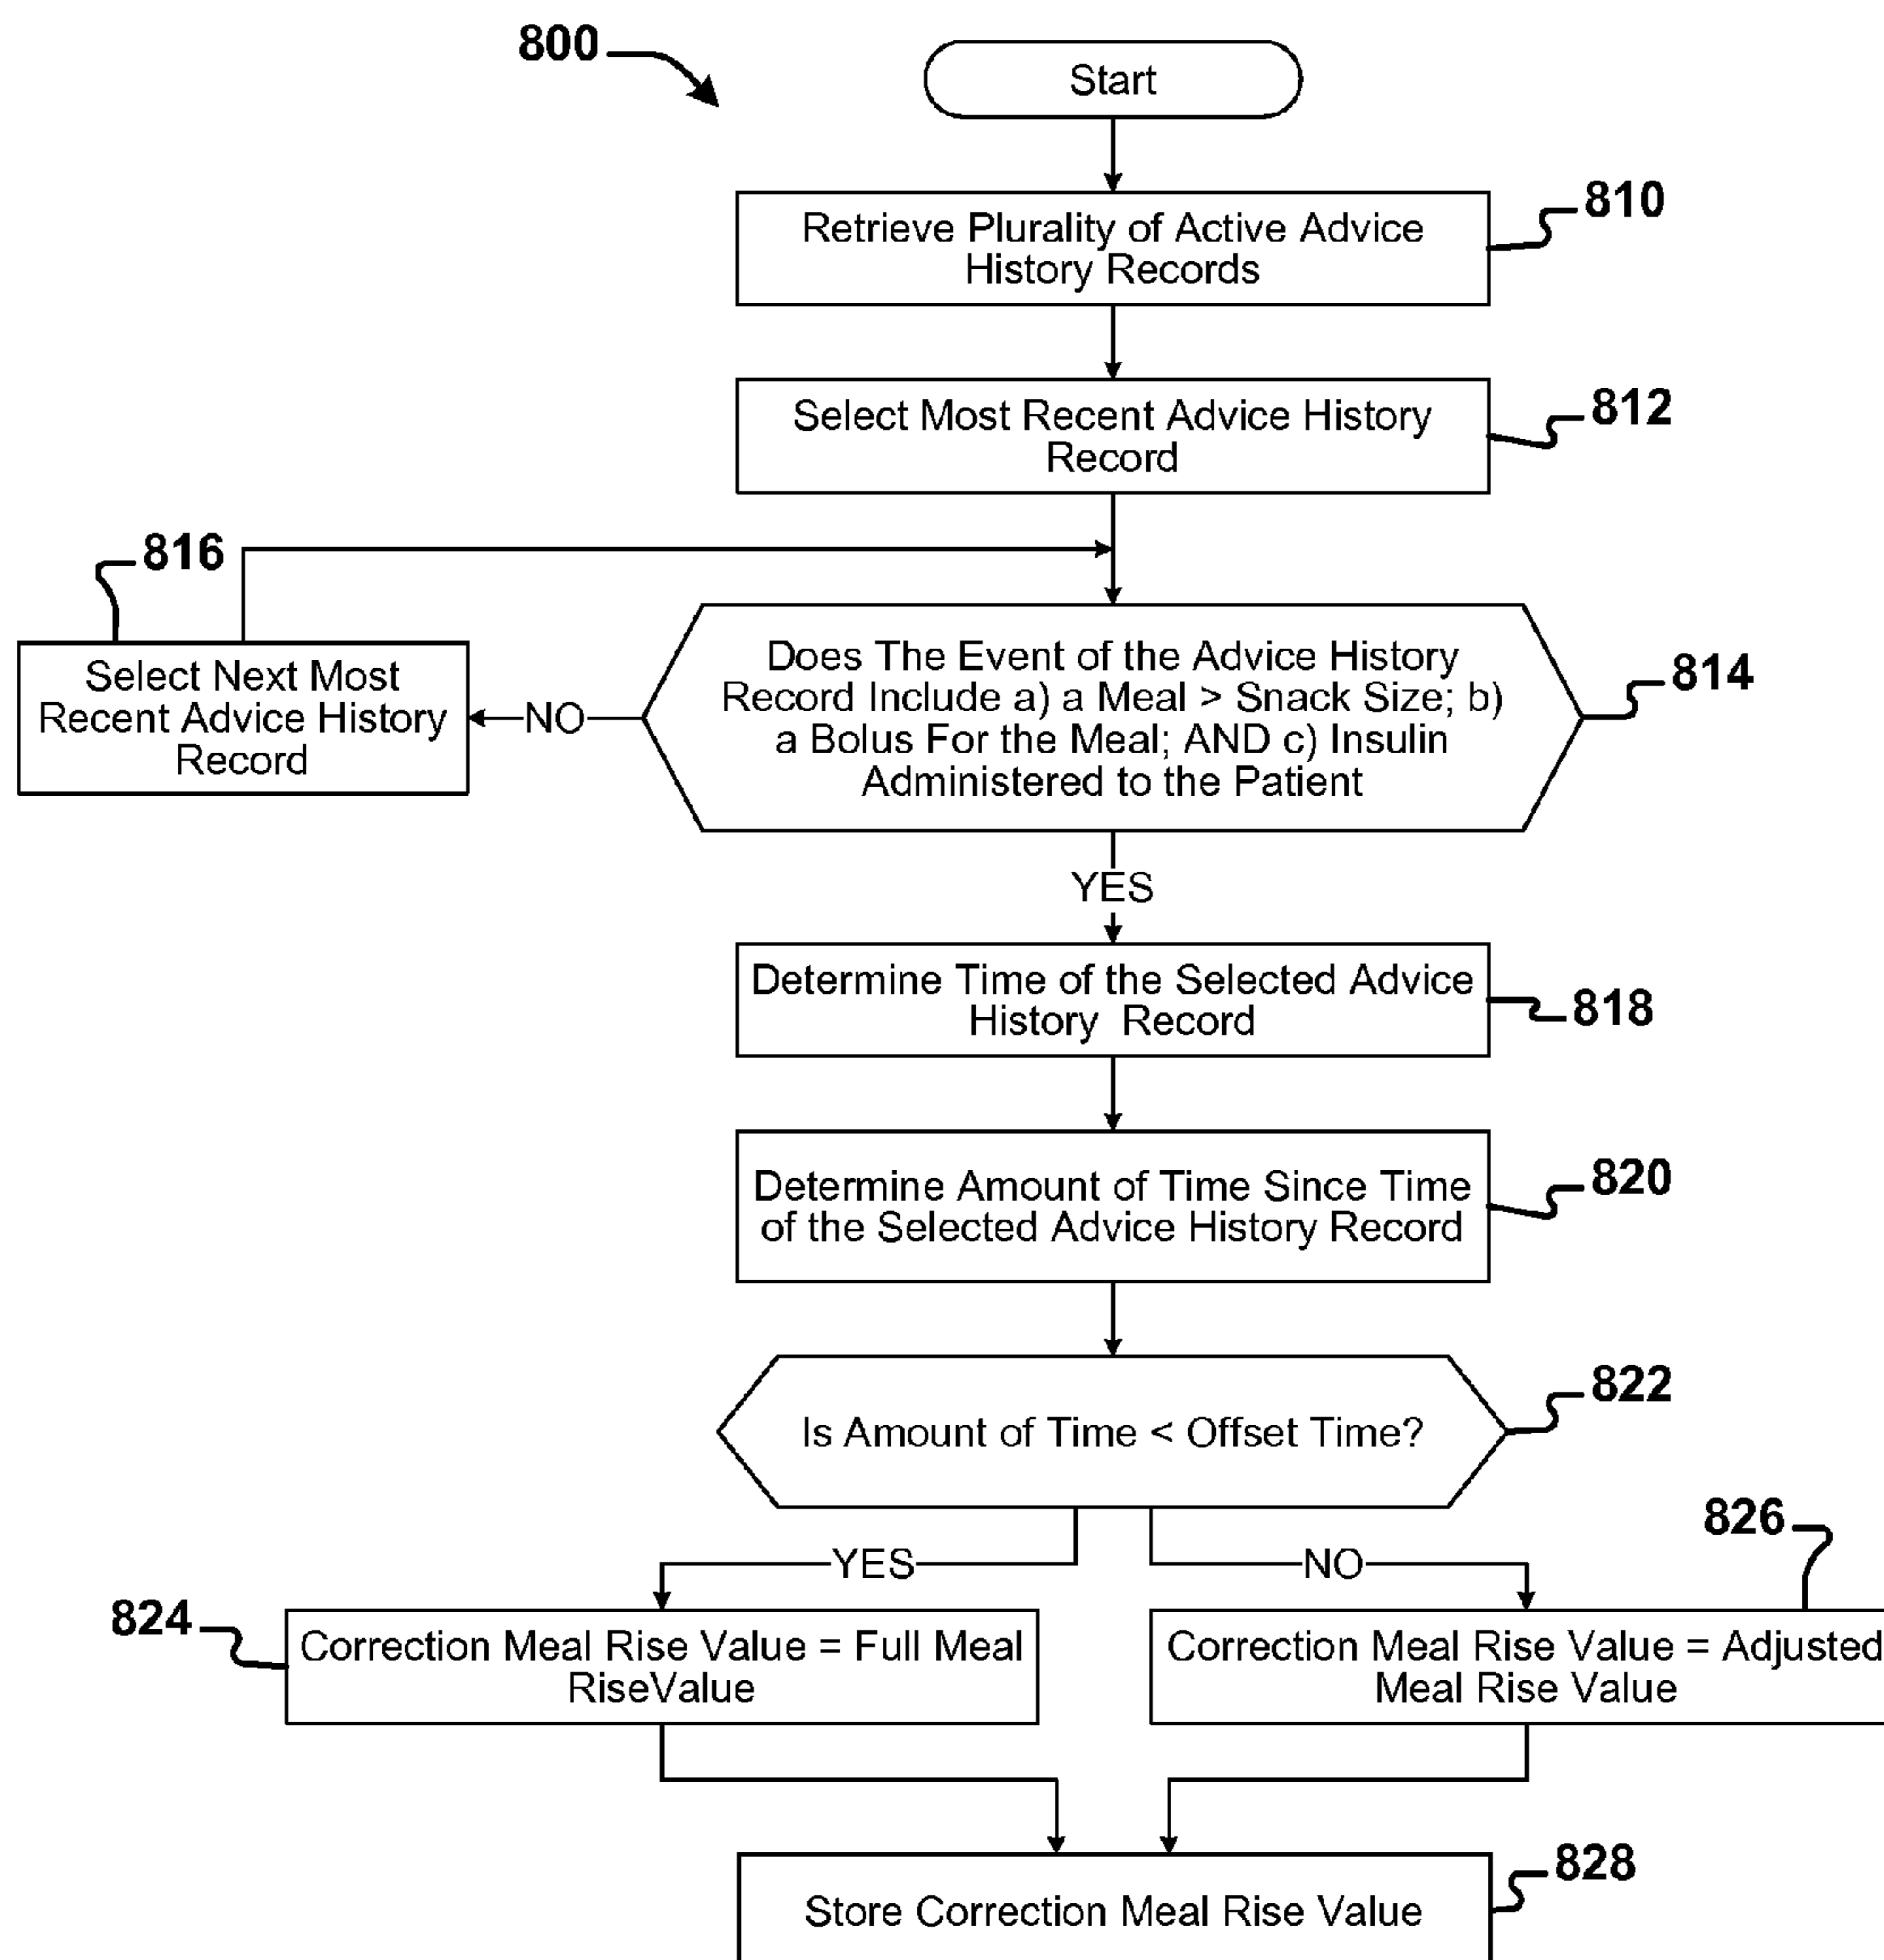 800
Start
810
Retrieve Plurality of Active Advice
History Records
812
Select Most Recent Advice History
Record
816
Select Next Most
Recent Advice History
Record
NO
814
Does The Event of the Advice History
Record Include a) a Meal > Snack Size; b)
a Bolus For the Meal; AND c) Insulin
Administered to the Patient
YES
818
Determine Time of the Selected Advice
History Record
820
Determine Amount of Time Since Time
of the Selected Advice History Record
822
Is Amount of Time < Offset Time?
YES
NO
826
824
Correction Meal Rise Value = Full Meal
RiseValue
Correction Meal Rise Value = Adjusted
Meal Rise Value
828
Store Correction Meal Rise Value